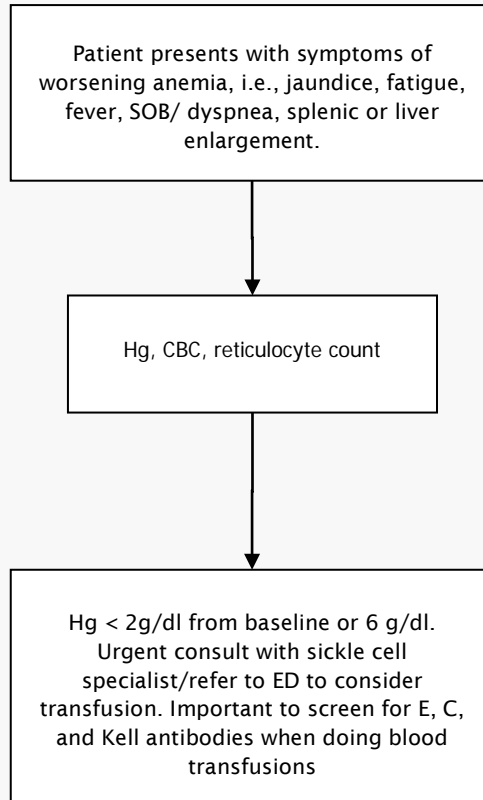 Patient presents with symptoms of
worsening anemia, i.e., jaundice, fatigue,
fever, SOB/ dyspnea, splenic or liver
enlargement.
Hg, CBC, reticulocyte count
Hg < 2g/dl from baseline or 6 g/dl.
Urgent consult with sickle cell
specialist/refer to ED to consider
transfusion. Important to screen for E, C,
and Kell antibodies when doing blood
transfusions